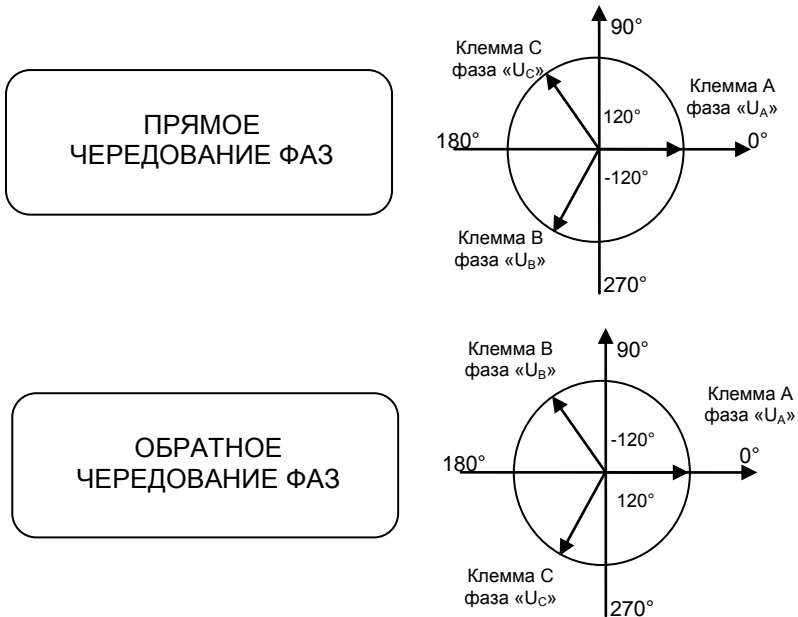 ПРЯМОЕ
ЧЕРЕДОВАНИЕ ФАЗ
90°
Клемма С
фаза «UC»
Клемма А
фаза «UA»
120°
180°
0°
-120°
Клемма В
фаза «UB»
270°
ОБРАТНОЕ
ЧЕРЕДОВАНИЕ ФАЗ
90°
Клемма В
фаза «UB»
Клемма А
фаза «UA»
-120°
180°
0°
120°
Клемма С
фаза «UC»
270°